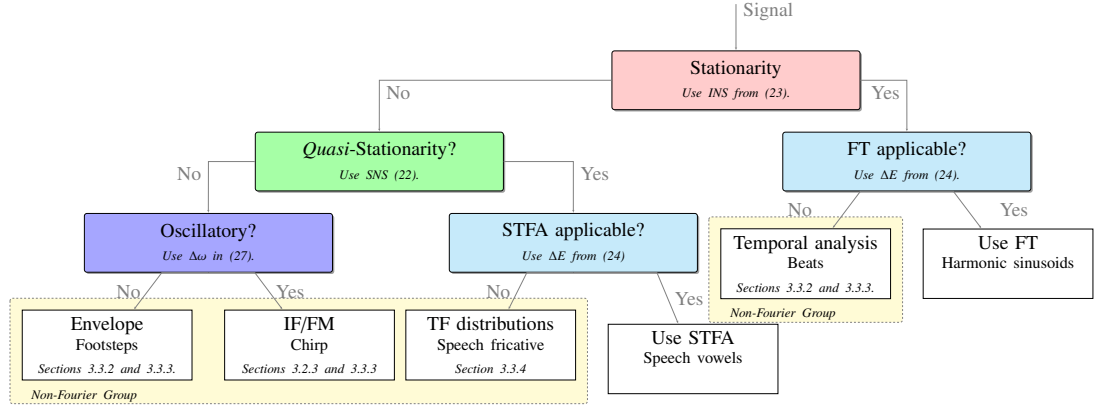 Signal
Stationarity
Use INS from (23).
No
Yes
Quasi-Stationarity?
Use SNS (22).
FT applicable?
Use ΔE from (24).
No
Yes
No
Yes
Oscillatory?
Use Δω in (27).
STFA applicable?
Use ΔE from (24)
Temporal analysis
Beats
Sections 3.3.2 and 3.3.3.
Non-Fourier Group
Use FT
Harmonic sinusoids
No
Yes
No
Yes
Envelope
Footsteps
Sections 3.3.2 and 3.3.3.
IF/FM
Chirp
Sections 3.2.3 and 3.3.3
TF distributions
Speech fricative
Section 3.3.4
Use STFA
Speech vowels
Non-Fourier Group